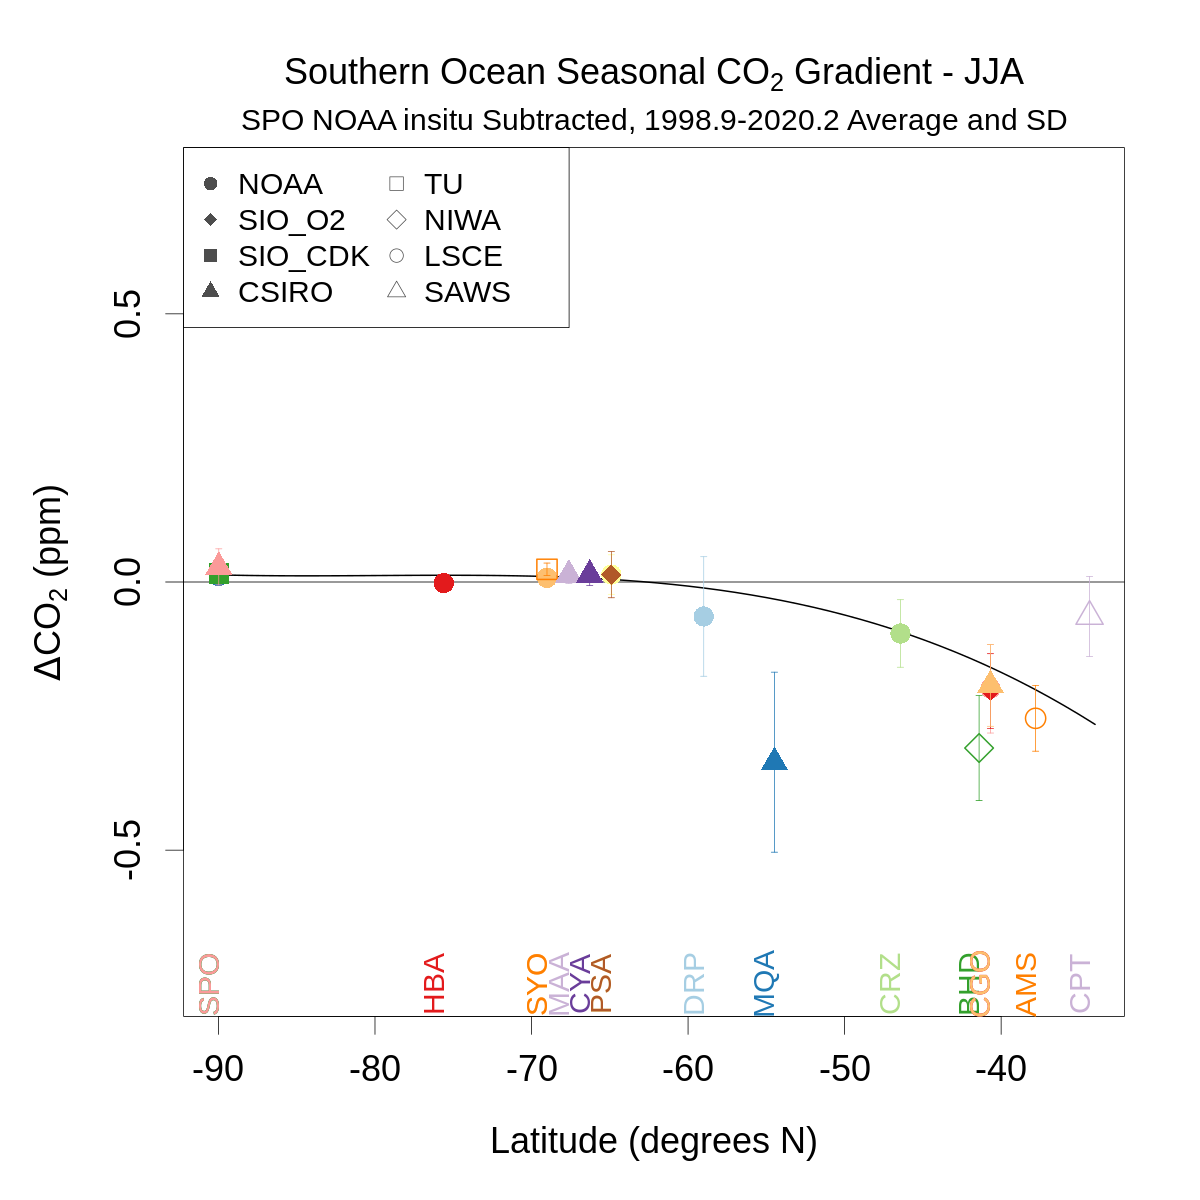 Southern Ocean Seasonal CO2 Gradient - JJA
SPO NOAA insitu Subtracted, 1998.9-2020.2 Average and SD
NOAA TU
SIO_O2 NIWA
SIO_CDK LSCE
CSIRO SAWS
0.5
0.0
-0.5
ΔCO2 (ppm)
SPO HBA SYO MAA CYA PSA DRP MQA CRZ BHD CGO AMS CPT
-90 -80 -70 -60 -50 -40
Latitude (degrees N)